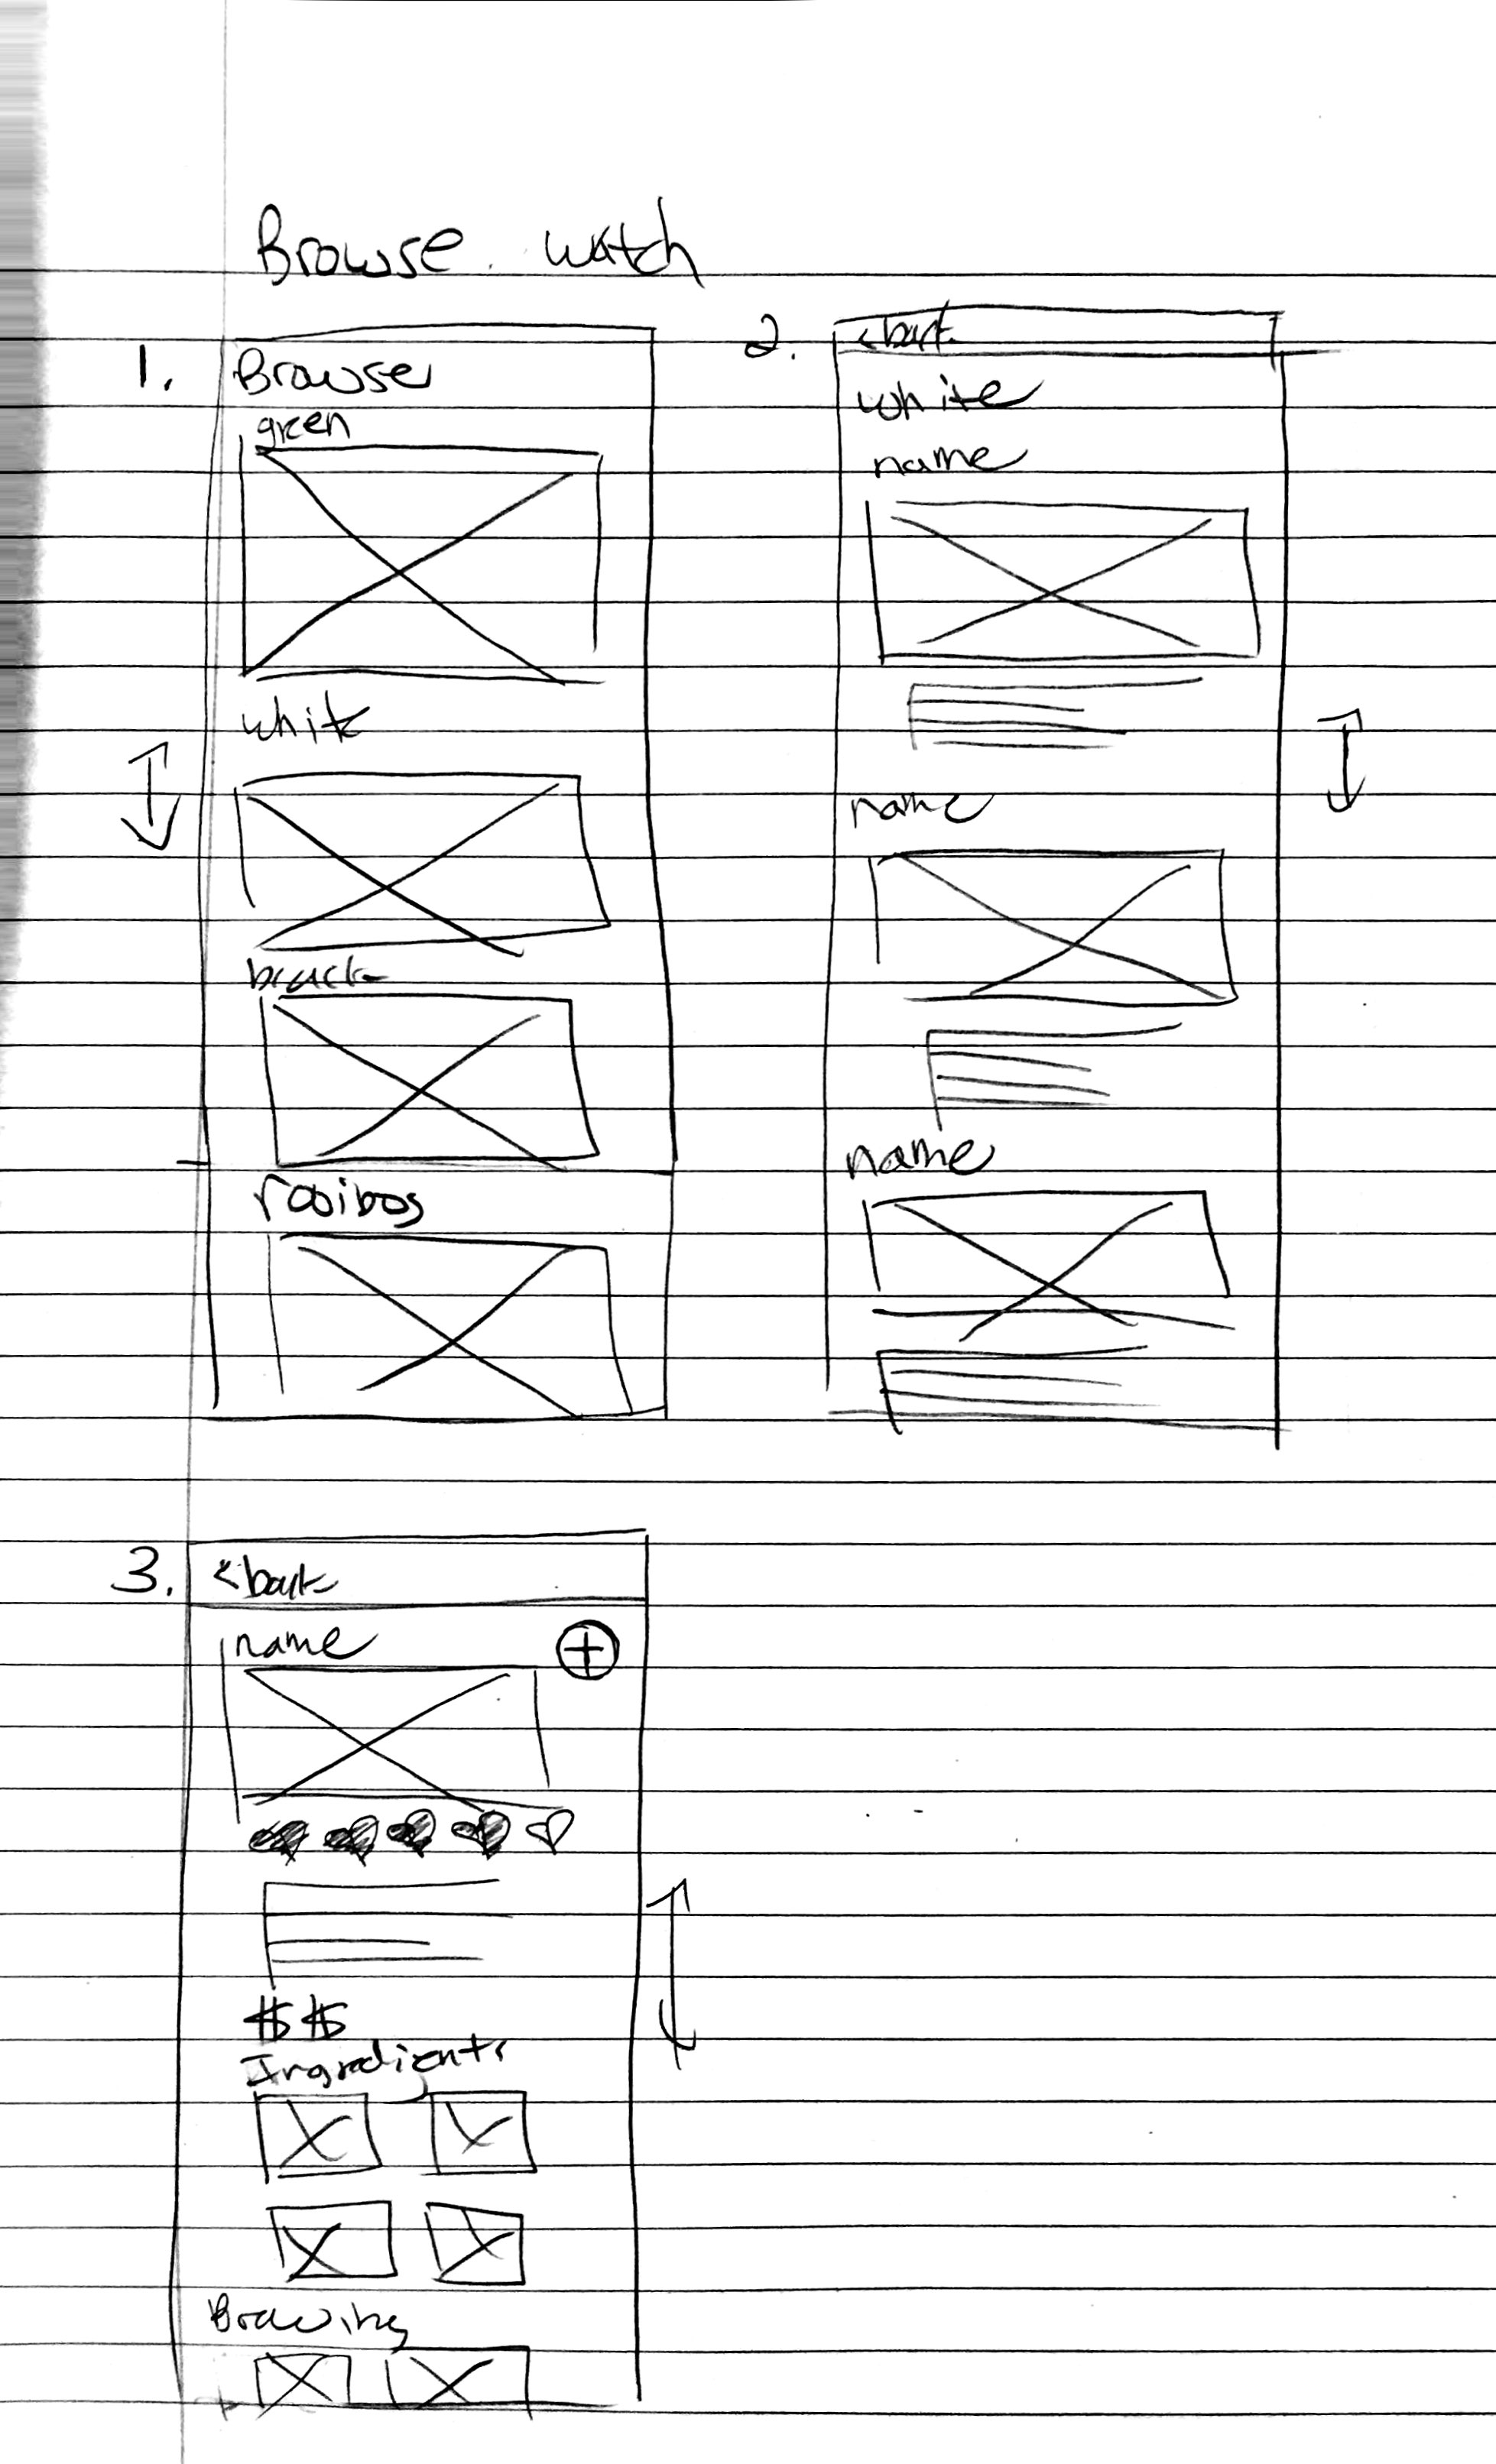 Browse watch
1.
Browse
green
white
black
rooibos
2.
<back
white
name
name
name
3.
<back
name
$$
Ingredients
Brewing